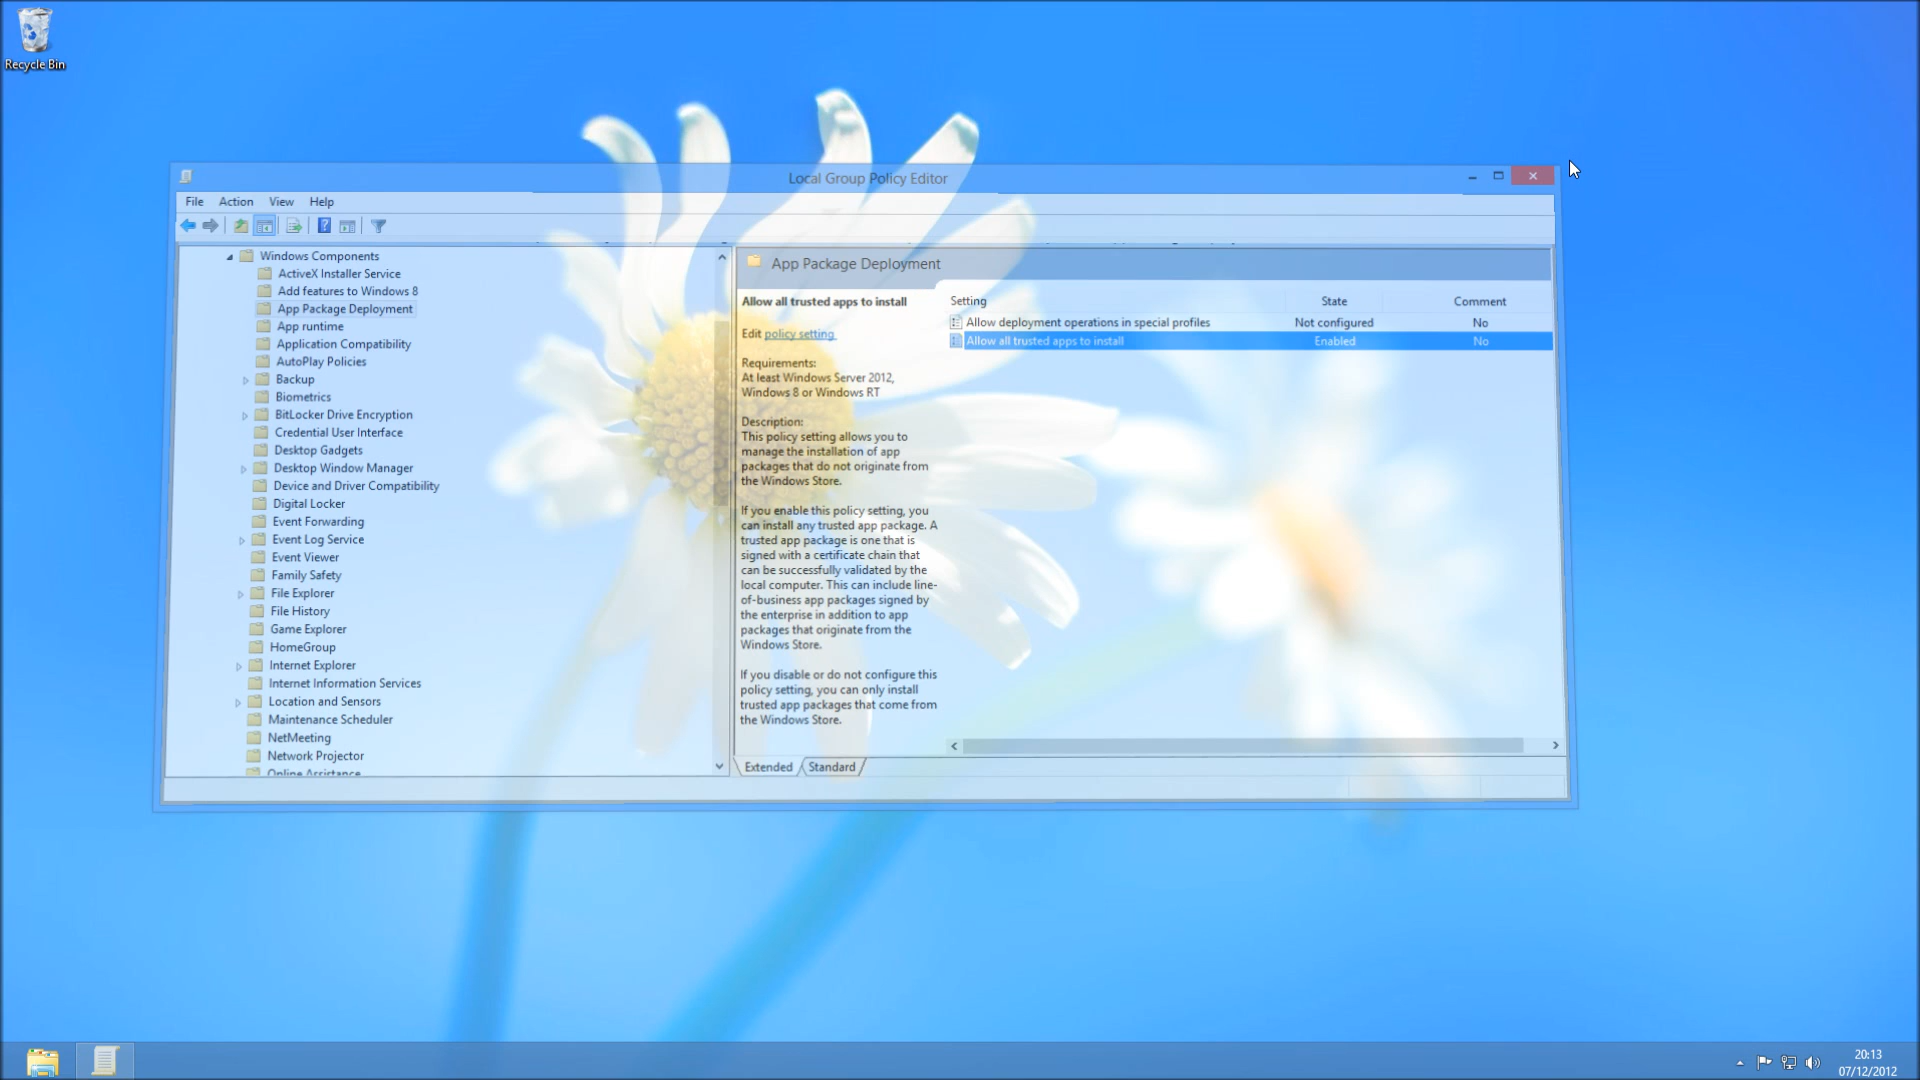 Recycle Bin
Local Group Policy Editor
File Action View Help
Windows Components
ActiveX Installer Service
Add features to Windows 8
App Package Deployment
App runtime
Application Compatibility
AutoPlay Policies
Backup
Biometrics
BitLocker Drive Encryption
Credential User Interface
Desktop Gadgets
Desktop Window Manager
Device and Driver Compatibility
Digital Locker
Event Forwarding
Event Log Service
Event Viewer
Family Safety
File Explorer
File History
Game Explorer
HomeGroup
Internet Explorer
Internet Information Services
Location and Sensors
Maintenance Scheduler
NetMeeting
Network Projector
Online Assistance
App Package Deployment
Allow all trusted apps to install
Edit policy setting
Requirements:
At least Windows Server 2012,
Windows 8 or Windows RT
Description:
This policy setting allows you to
manage the installation of app
packages that do not originate from
the Windows Store.
If you enable this policy setting, you
can install any trusted app package. A
trusted app package is one that is
signed with a certificate chain that
can be successfully validated by the
local computer. This can include line-
of-business app packages signed by
the enterprise in addition to app
packages that originate from the
Windows Store.
If you disable or do not configure this
policy setting, you can only install
trusted app packages that come from
the Windows Store.
Setting State Comment
Allow deployment operations in special profiles Not configured No
Allow all trusted apps to install Enabled No
Extended Standard
20:13
07/12/2012